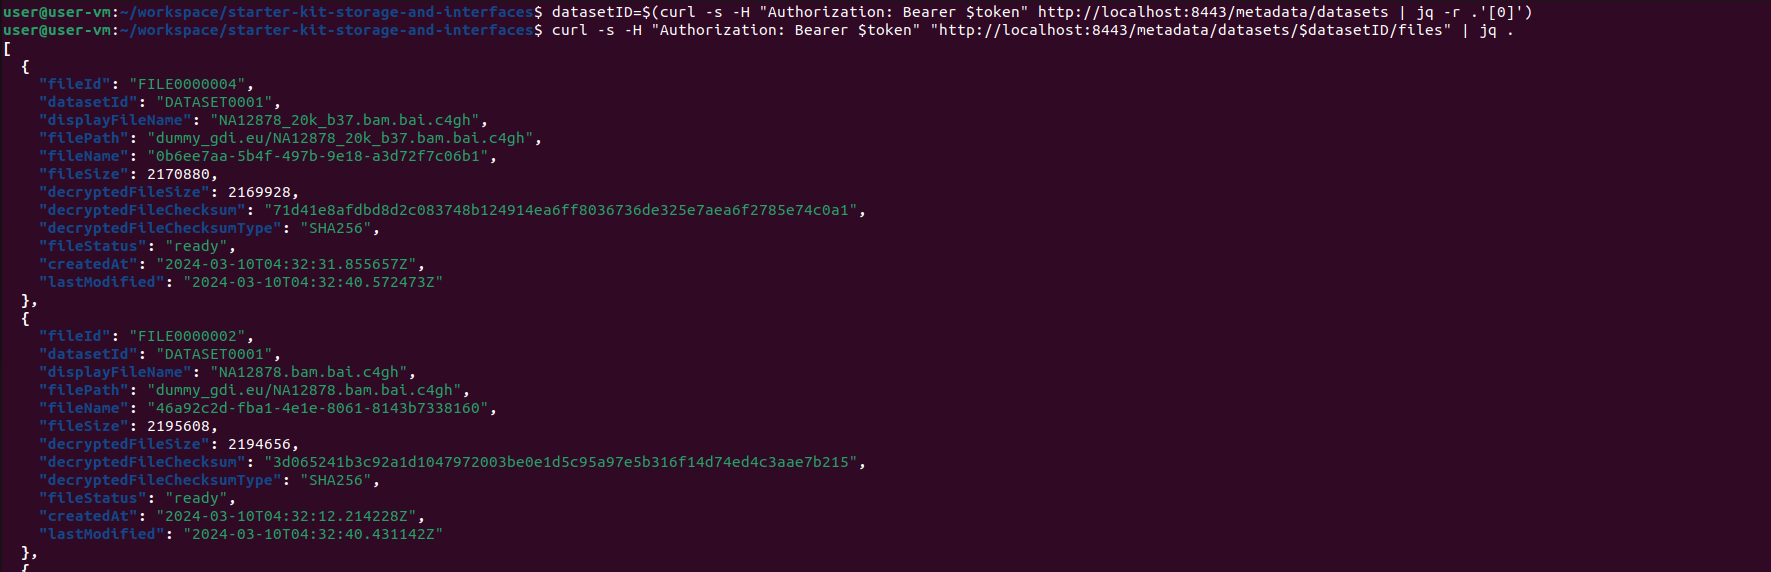 user@user-vm:~/workspace/starter-kit-storage-and-interfaces$ datasetID=$(curl -s -H "Authorization: Bearer $token" http://localhost:8443/metadata/datasets | jq -r .'[0]')
user@user-vm:~/workspace/starter-kit-storage-and-interfaces$ curl -s -H "Authorization: Bearer $token" "http://localhost:8443/metadata/datasets/$datasetID/files" | jq .
[
  {
    "fileId": "FILE0000004",
    "datasetId": "DATASET0001",
    "displayFileName": "NA12878_20k_b37.bam.bai.c4gh",
    "filePath": "dummy_gdi.eu/NA12878_20k_b37.bam.bai.c4gh",
    "fileName": "0b6ee7aa-5b4f-497b-9e18-a3d72f7c06b1",
    "fileSize": 2170880,
    "decryptedFileSize": 2169928,
    "decryptedFileChecksum": "71d41e8afdbd8d2c083748b124914ea6ff8036736de325e7aea6f2785e74c0a1",
    "decryptedFileChecksumType": "SHA256",
    "fileStatus": "ready",
    "createdAt": "2024-03-10T04:32:31.855657Z",
    "lastModified": "2024-03-10T04:32:40.572473Z"
  },
  {
    "fileId": "FILE0000002",
    "datasetId": "DATASET0001",
    "displayFileName": "NA12878.bam.bai.c4gh",
    "filePath": "dummy_gdi.eu/NA12878.bam.bai.c4gh",
    "fileName": "46a92c2d-fba1-4e1e-8061-8143b7338160",
    "fileSize": 2195608,
    "decryptedFileSize": 2194656,
    "decryptedFileChecksum": "3d065241b3c92a1d1047972003be0e1d5c95a97e5b316f14d74ed4c3aae7b215",
    "decryptedFileChecksumType": "SHA256",
    "fileStatus": "ready",
    "createdAt": "2024-03-10T04:32:12.214228Z",
    "lastModified": "2024-03-10T04:32:40.431142Z"
  },
  {